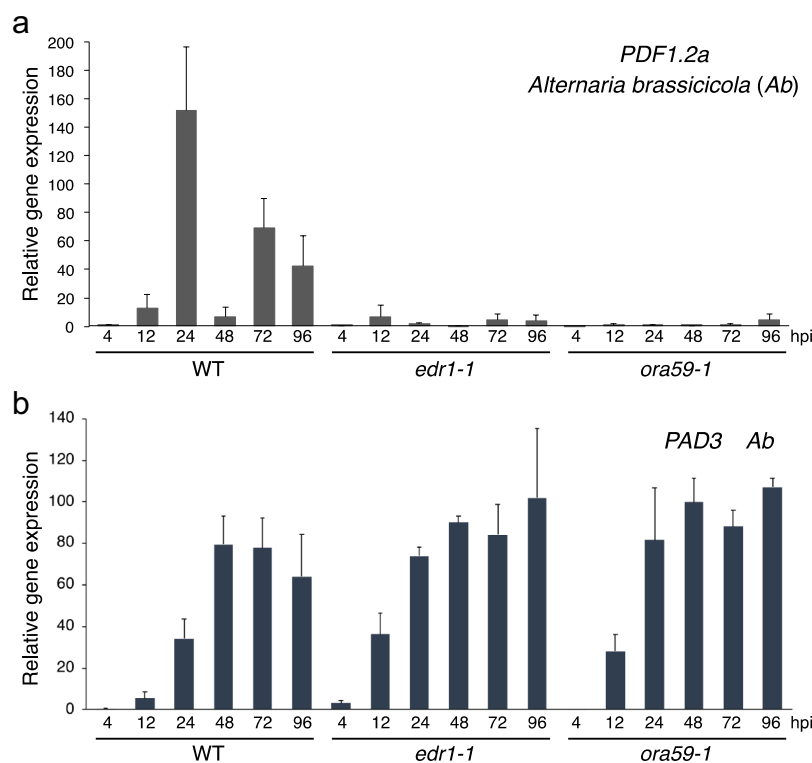 a
PDF1.2a
Alternaria brassicicola (Ab)
Relative gene expression
200
180
160
140
120
100
80
60
40
20
0
4 12 24 48 72 96 4 12 24 48 72 96 4 12 24 48 72 96 hpi
WT edr1-1 ora59-1
b
PAD3 Ab
Relative gene expression
140
120
100
80
60
40
20
0
4 12 24 48 72 96 4 12 24 48 72 96 4 12 24 48 72 96 hpi
WT edr1-1 ora59-1